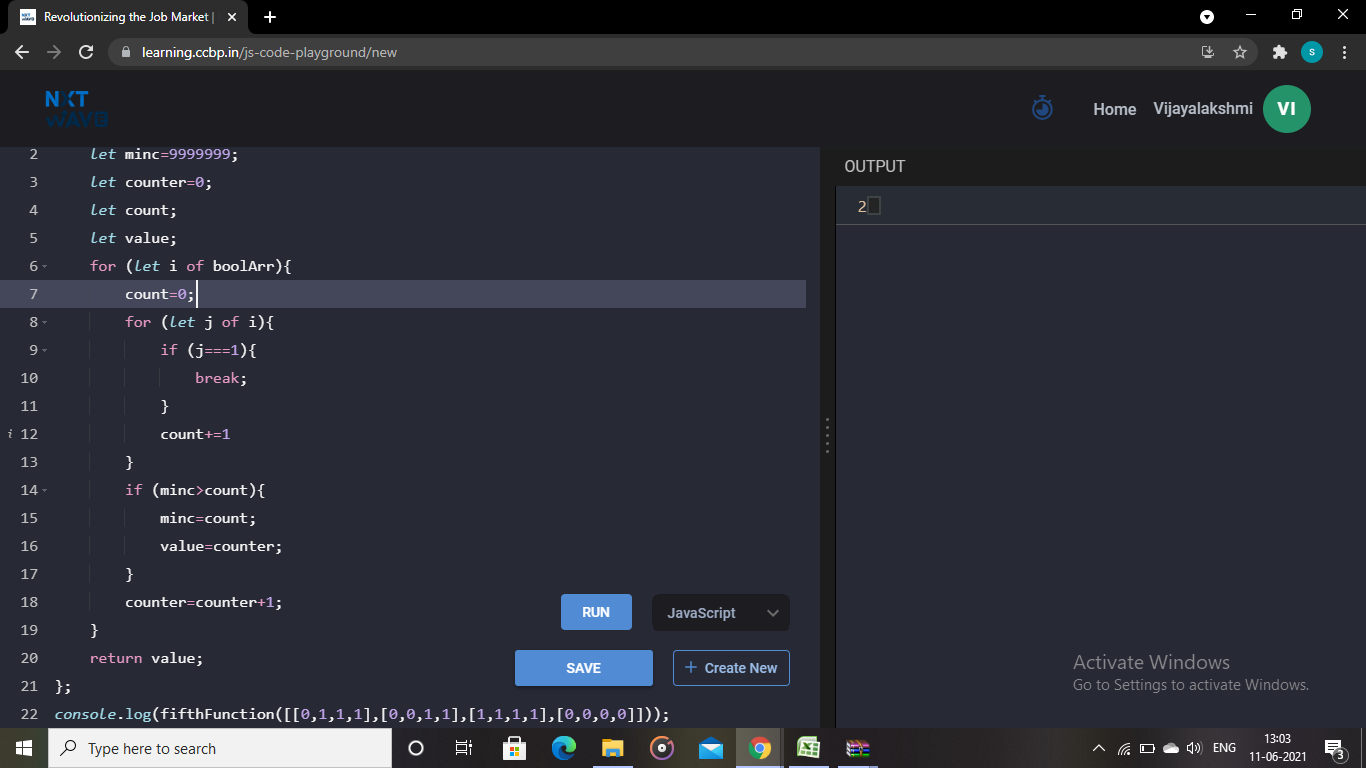 Revolutionizing the Job Market |
learning.ccbp.in/js-code-playground/new
S
NXT
WAVE
Home Vijayalakshmi VI
2 let minc=9999999;
3 let counter=0;
4 let count;
5 let value;
6 for (let i of boolArr){
7 count=0;
8 for (let j of i){
9 if (j===1){
10 break;
11 }
12 count+=1
13 }
14 if (minc>count){
15 minc=count;
16 value=counter;
17 }
18 counter=counter+1;
19 }
20 return value;
21 };
22 console.log(fifthFunction([[0,1,1,1],[0,0,1,1],[1,1,1,1],[0,0,0,0]]));
RUN JavaScript
SAVE + Create New
OUTPUT
2
Activate Windows
Go to Settings to activate Windows.
Type here to search
ENG
13:03
11-06-2021
3